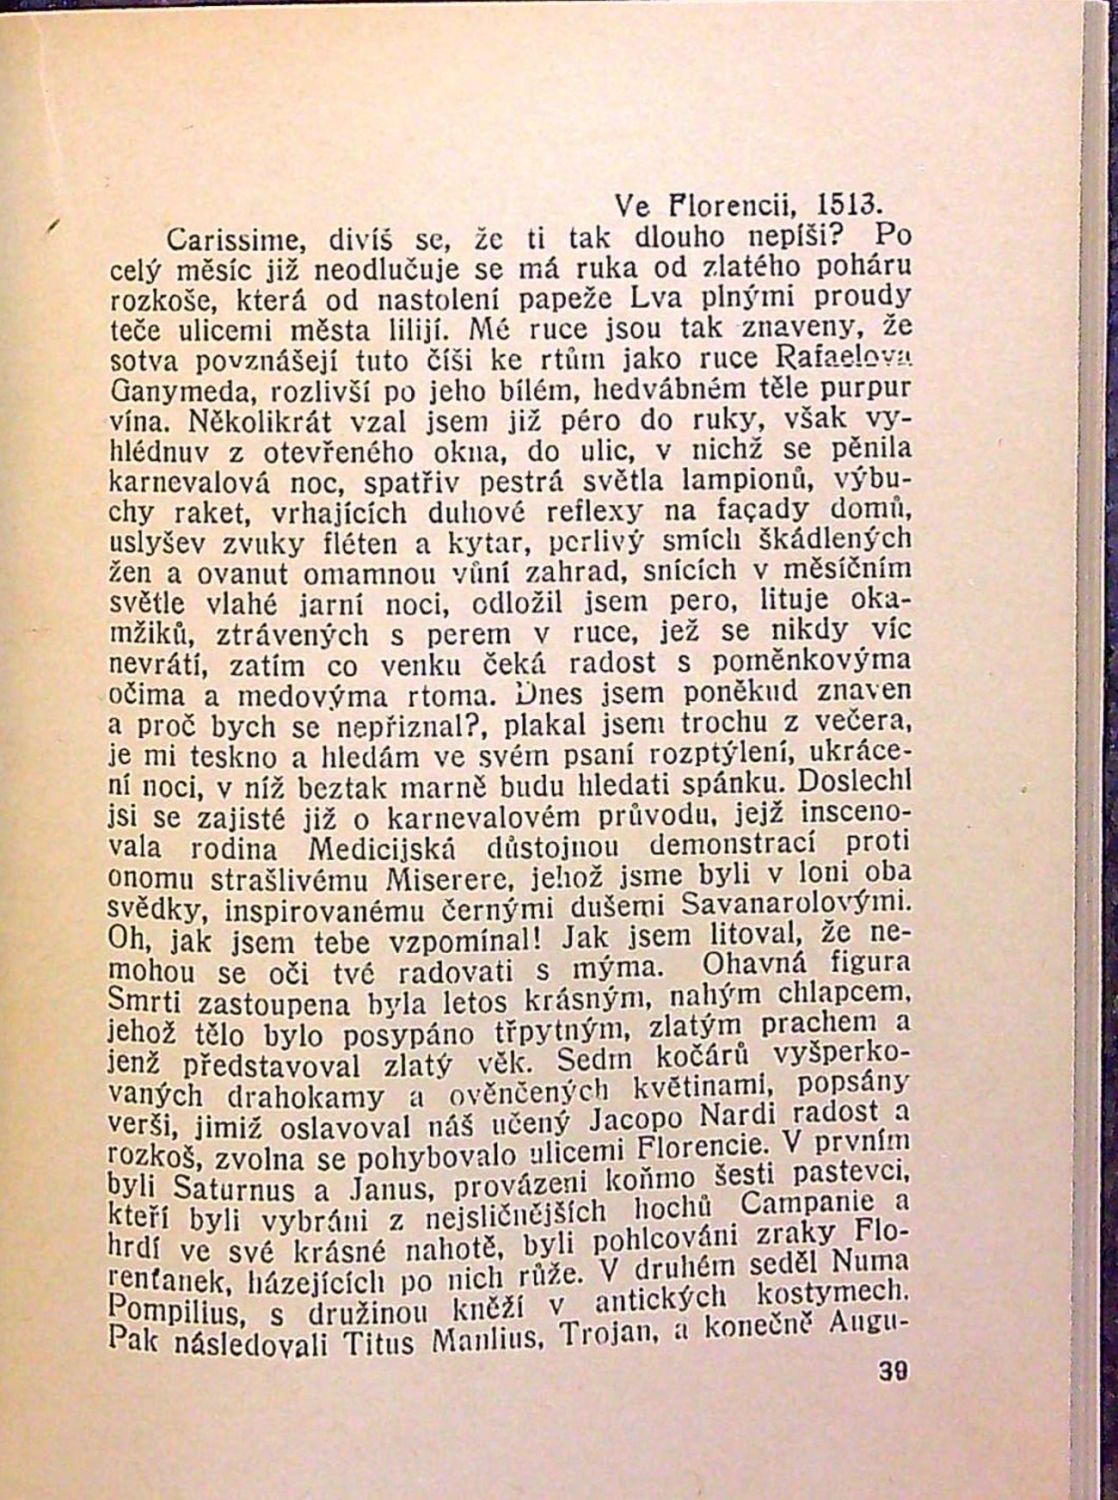 Ve Florencii, 1513.
Carissime, divíš se, že ti tak dlouho nepíši? Po
celý měsíc již neodlučuje se má ruka od zlatého poháru
rozkoše, která od nastolení papeže Lva plnými proudy
teče ulicemi města lilijí. Mé ruce jsou tak znaveny, že
sotva povznášejí tuto číši ke rtům jako ruce Rafaelova
Ganymeda, rozlivší po jeho bílém, hedvábném těle purpur
vína. Několikrát vzal jsem již péro do ruky, však vy-
hlédnuv z otevřeného okna, do ulic, v nichž se pěnila
karnevalová noc, spatřiv pestrá světla lampionů, výbu-
chy raket, vrhajících duhové reflexy na façady domů,
uslyšev zvuky fléten a kytar, perlivý smích škádlených
žen a ovanut omamnou vůní zahrad, snících v měsíčním
světle vlahé jarní noci, odložil jsem pero, lituje oka-
mžiků, ztrávených s perem v ruce, jež se nikdy víc
nevrátí, zatím co venku čeká radost s poměnkovýma
očima a medovýma rtoma. Dnes jsem poněkud znaven
a proč bych se nepřiznal?, plakal jsem trochu z večera,
je mi teskno a hledám ve svém psaní rozptýlení, ukráce-
ní noci, v níž beztak marně budu hledati spánku. Doslechl
jsi se zajisté již o karnevalovém průvodu, jejž insceno-
vala rodina Medicijská důstojnou demonstrací proti
onomu strašlivému Miserere, jehož jsme byli v loni oba
svědky, inspirovanému černými dušemi Savanarolovými.
Oh, jak jsem tebe vzpomínal! Jak jsem litoval, že ne-
mohou se oči tvé radovati s mýma. Ohavná figura
Smrti zastoupena byla letos krásným, nahým chlapcem,
jehož tělo bylo posypáno třpytným, zlatým prachem a
jenž představoval zlatý věk. Sedm kočárů vyšperko-
vaných drahokamy a ověnčených květinami, popsány
verši, jimiž oslavoval náš učený Jacopo Nardi radost a
rozkoš, zvolna se pohybovalo ulicemi Florencie. V prvním
byli Saturnus a Janus, provázeni koňmo šesti pastevci,
kteří byli vybráni z nejsličnějších hochů Campanie a
hrdí ve své krásné nahotě, byli pohlcováni zraky Flo-
renťanek, házejících po nich růže. V druhém seděl Numa
Pompilius, s družinou kněží v antických kostymech.
Pak následovali Titus Manlius, Trojan, a konečně Augu-
39